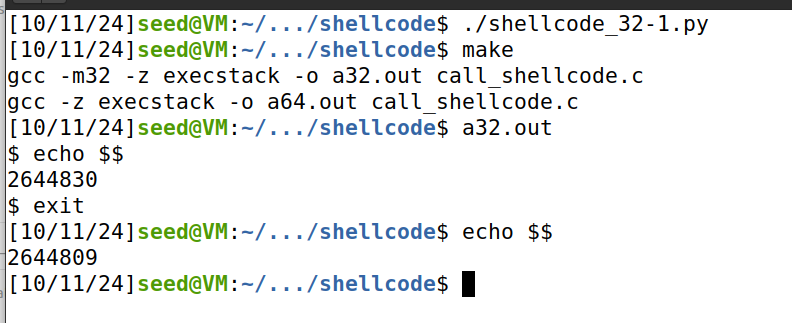 [10/11/24]seed@VM:~/.../shellcode$ ./shellcode_32-1.py
[10/11/24]seed@VM:~/.../shellcode$ make
gcc -m32 -z execstack -o a32.out call_shellcode.c
gcc -z execstack -o a64.out call_shellcode.c
[10/11/24]seed@VM:~/.../shellcode$ a32.out
$ echo $$
2644830
$ exit
[10/11/24]seed@VM:~/.../shellcode$ echo $$
2644809
[10/11/24]seed@VM:~/.../shellcode$